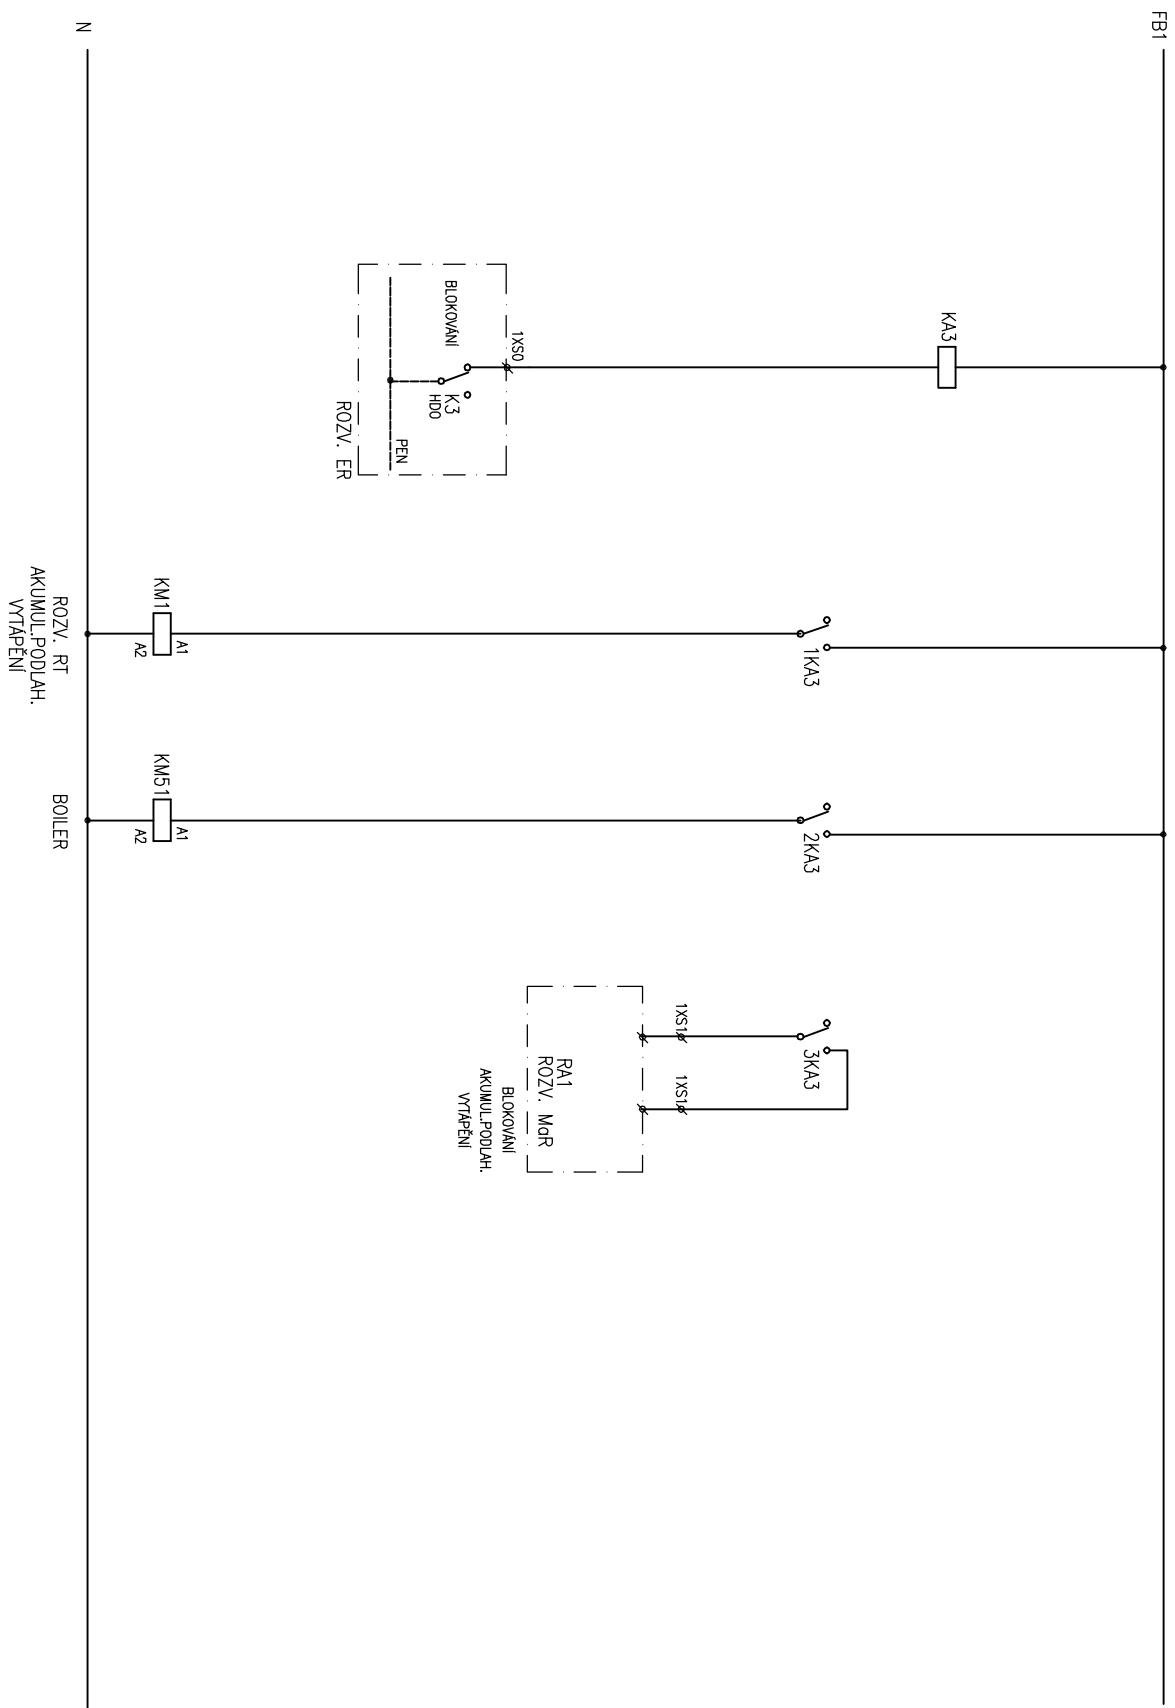 FB1
N
KA3
1XS0
BLOKOVÁNÍ
K3
HDO
PEN
ROZV. ER
1KA3
KM1
A1
A2
ROZV. RT
AKUMUL.PODLAH.
VYTÁPĚNÍ
2KA3
KM51
A1
A2
BOILER
3KA3
1XS1
1XS1
RA1
ROZV. MaR
BLOKOVÁNÍ
AKUMUL.PODLAH.
VYTÁPĚNÍ